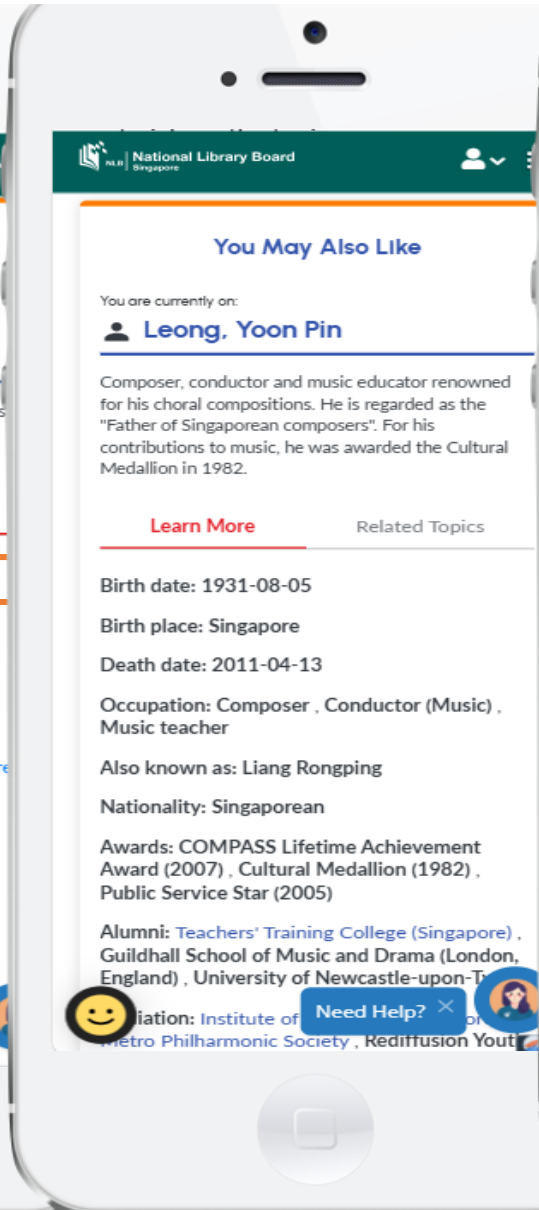 NLB National Library Board
Singapore
You May Also Like
You are currently on:
Leong, Yoon Pin
Composer, conductor and music educator renowned
for his choral compositions. He is regarded as the
"Father of Singaporean composers". For his
contributions to music, he was awarded the Cultural
Medallion in 1982.
Learn More
Related Topics
Birth date: 1931-08-05
Birth place: Singapore
Death date: 2011-04-13
Occupation: Composer , Conductor (Music) ,
Music teacher
Also known as: Liang Rongping
Nationality: Singaporean
Awards: COMPASS Lifetime Achievement
Award (2007) , Cultural Medallion (1982) ,
Public Service Star (2005)
Alumni: Teachers' Training College (Singapore) ,
Guildhall School of Music and Drama (London,
England) , University of Newcastle-upon-T
iation: Institute of
Need Help? ×
Metro Philharmonic Society , Rediffusion Yout